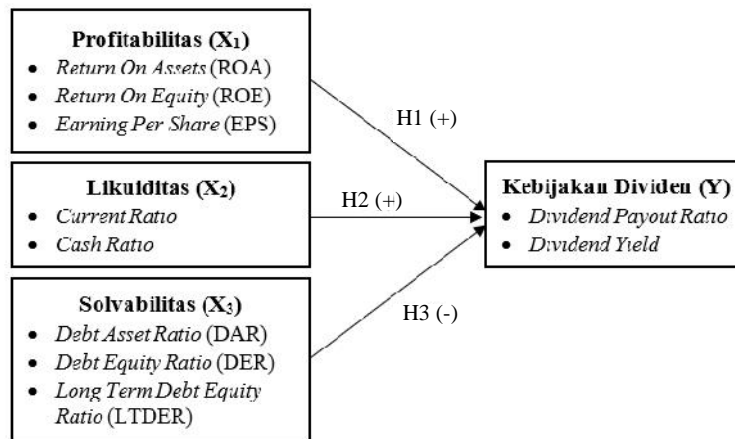 Profitabilitas (X₁)
• Return On Assets (ROA)
• Return On Equity (ROE)
• Earning Per Share (EPS)
H1 (+)
Likuiditas (X₂)
• Current Ratio
• Cash Ratio
H2 (+)
Kebijakan Dividen (Y)
• Dividend Payout Ratio
• Dividend Yield
Solvabilitas (X₃)
• Debt Asset Ratio (DAR)
• Debt Equity Ratio (DER)
• Long Term Debt Equity
Ratio (LTDER)
H3 (-)